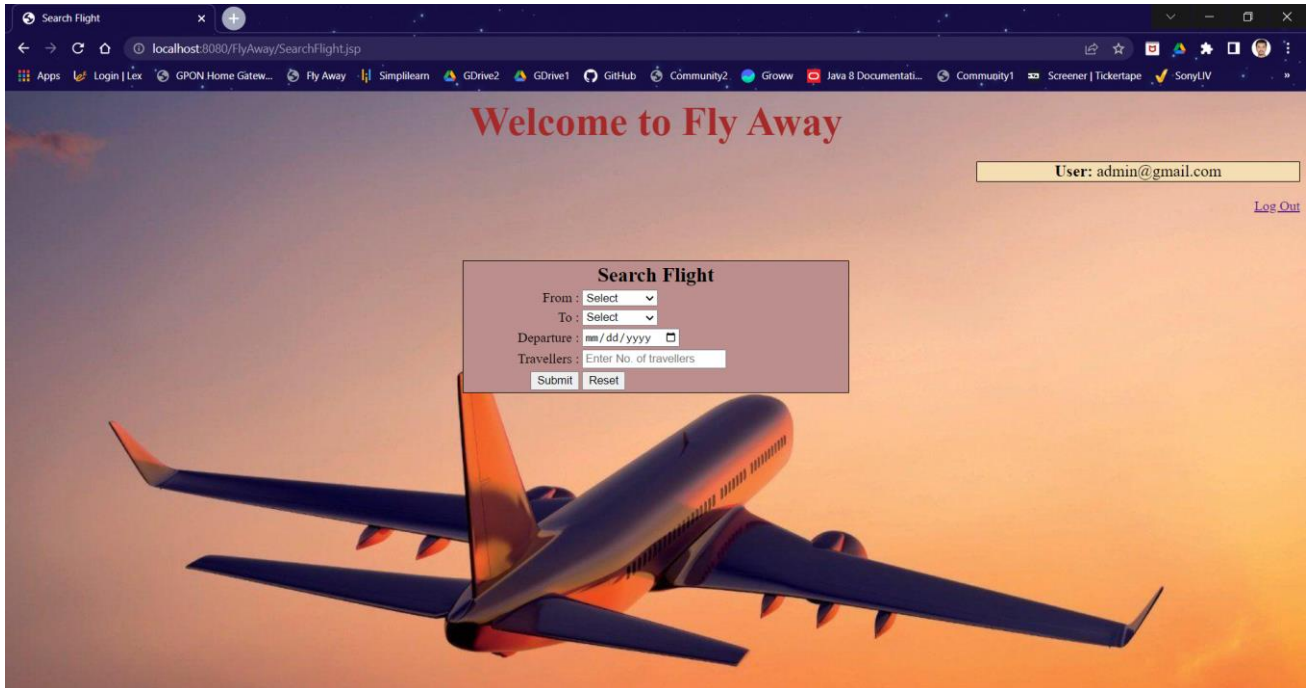 Search Flight
localhost:8080/FlyAway/SearchFlight.jsp
Apps Login | Lex GPON Home Gatew... Fly Away Simplilearn GDrive2 GDrive1 GitHub Community2 Groww Java 8 Documentati... Community1 Screener | Tickertape SonyLIV »
Welcome to Fly Away
User: admin@gmail.com
Log Out
Search Flight
From : Select
To : Select
Departure : mm/dd/yyyy
Travellers : Enter No. of travellers
Submit Reset